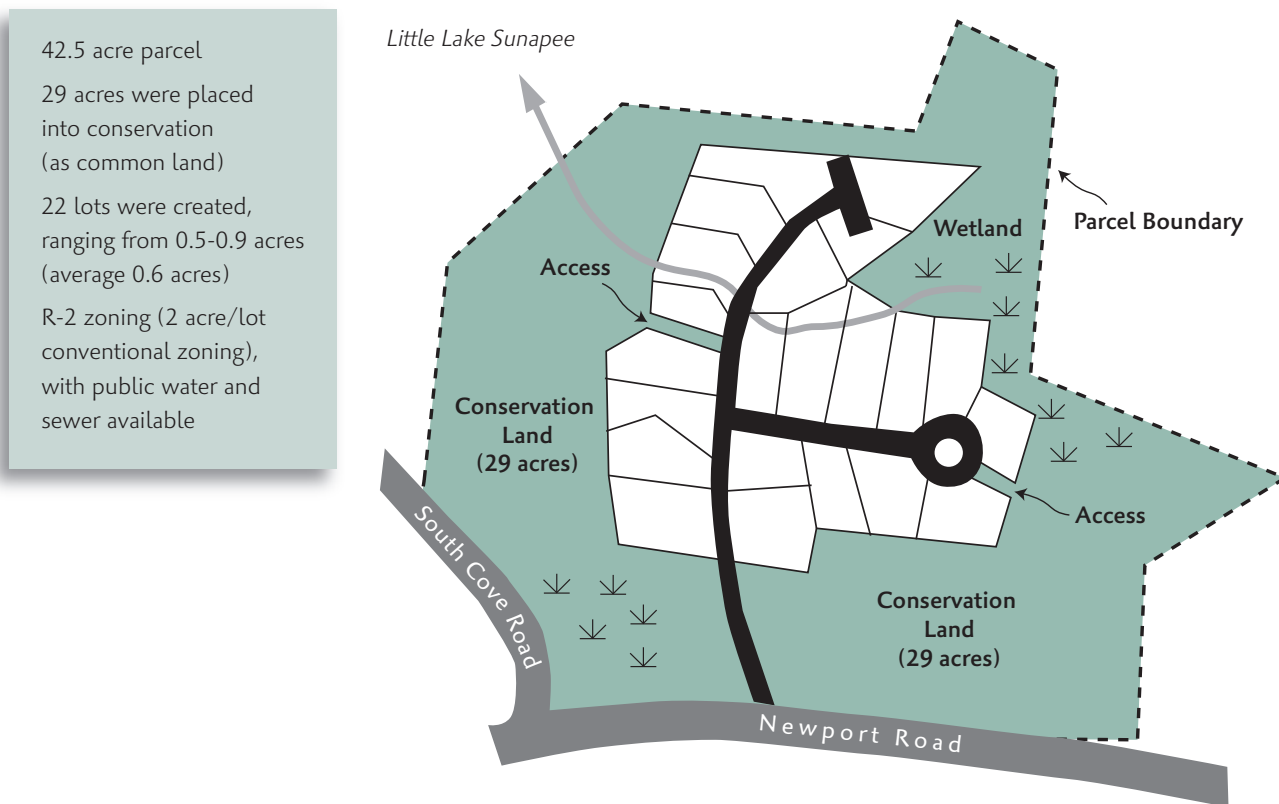 42.5 acre parcel
29 acres were placed
into conservation
(as common land)
22 lots were created,
ranging from 0.5-0.9 acres
(average 0.6 acres)
R-2 zoning (2 acre/lot
conventional zoning),
with public water and
sewer available
Little Lake Sunapee
Parcel Boundary
Wetland
Access
Conservation
Land
(29 acres)
Access
South Cove Road
Conservation
Land
(29 acres)
Newport Road